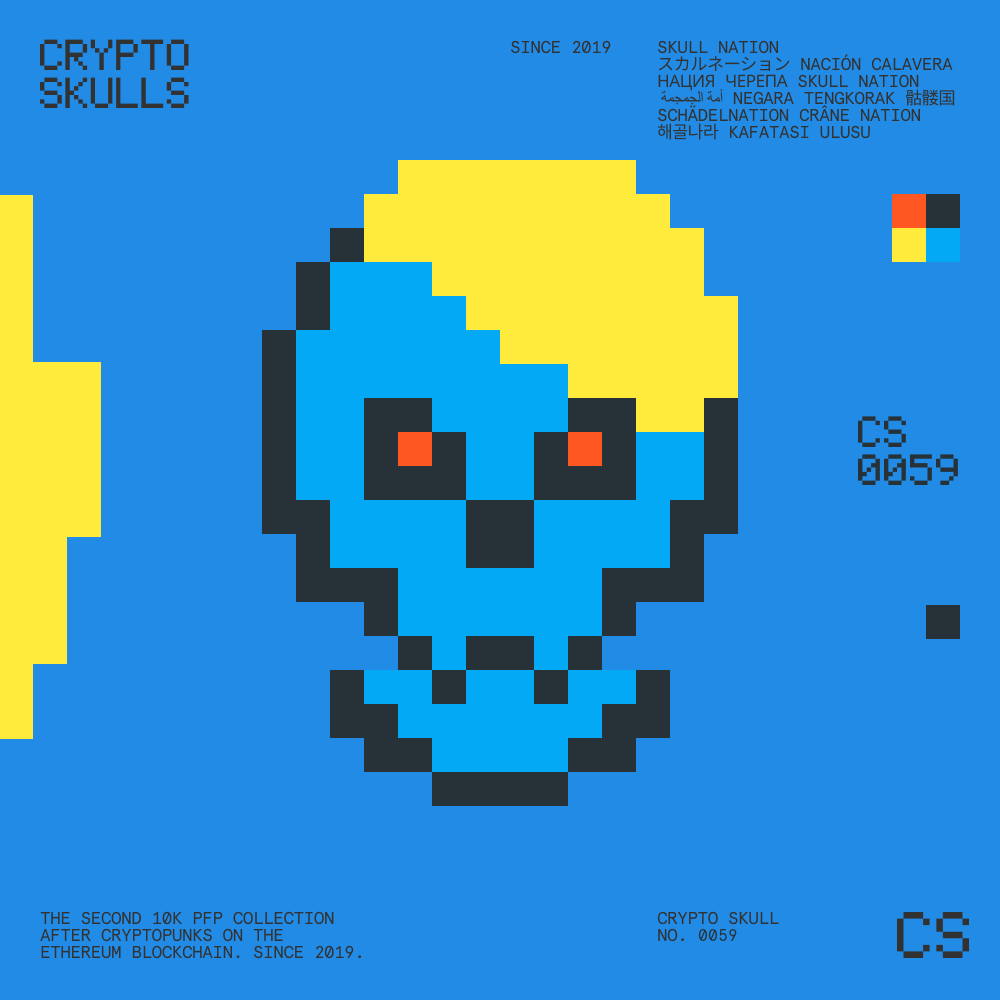 CRYPTO
SKULLS
SINCE 2019
SKULL NATION
スカルネーション NACIÓN CALAVERA
НАЦИЯ ЧЕРЕПА SKULL NATION
أمة الجمجمة NEGARA TENGKORAK 骷髅国
SCHÄDELNATION CRÂNE NATION
해골나라 KAFATASI ULUSU
CS
0059
THE SECOND 10K PFP COLLECTION
AFTER CRYPTOPUNKS ON THE
ETHEREUM BLOCKCHAIN. SINCE 2019.
CRYPTO SKULL
NO. 0059
CS